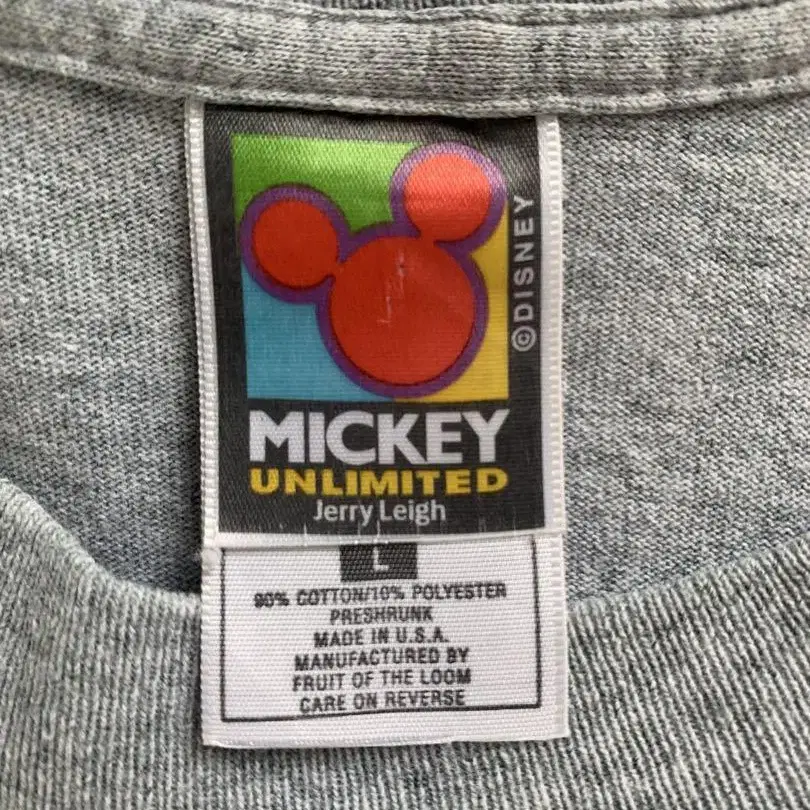 ©DISNEY
MICKEY
UNLIMITED
Jerry Leigh
L
90% COTTON/10% POLYESTER
PRESHRUNK
MADE IN U.S.A.
MANUFACTURED BY
FRUIT OF THE LOOM
CARE ON REVERSE